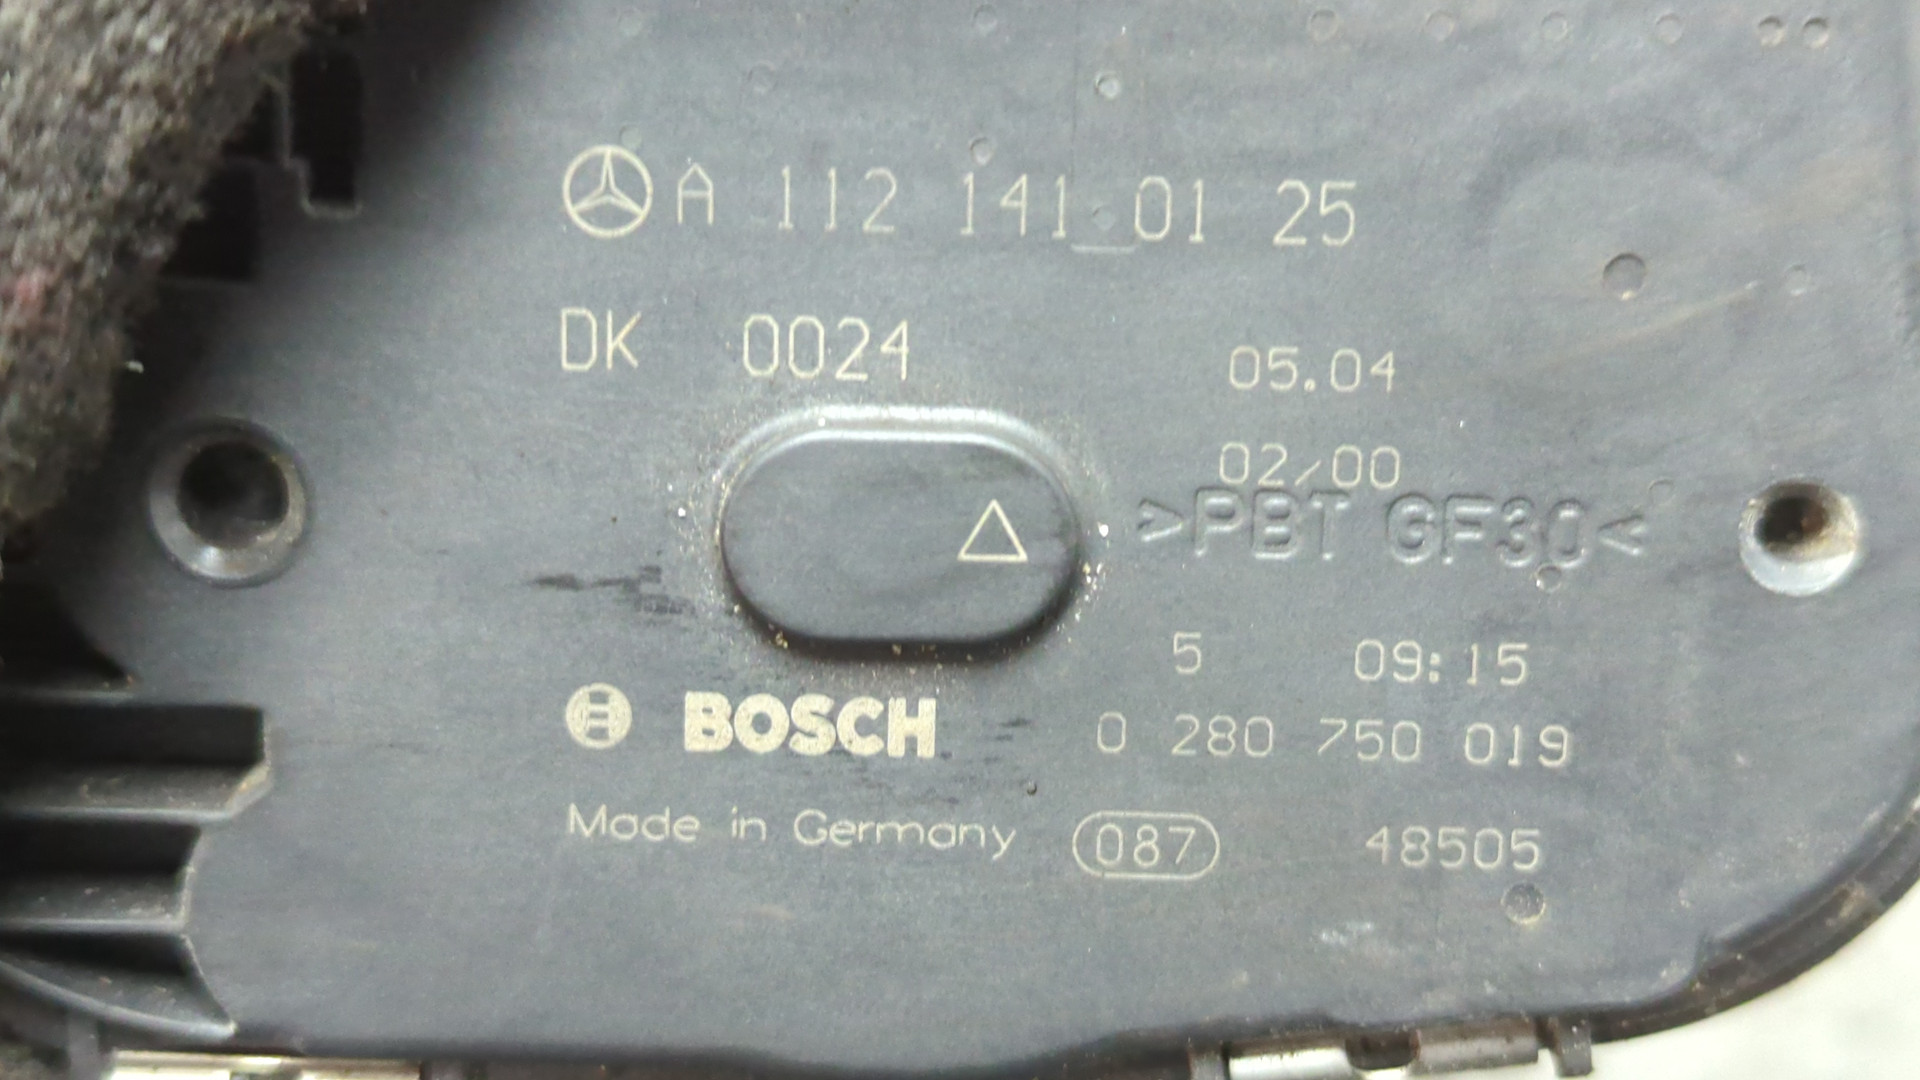 A 112 141 01 25
DK 0024
05.04
02/00
>PBT GF30<
5 09:15
BOSCH 0 280 750 019
Made in Germany 087 48505